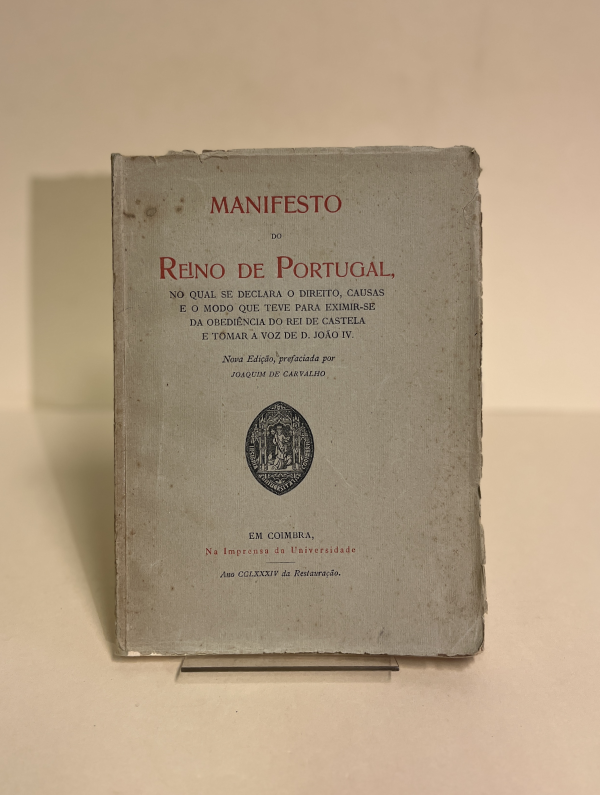 MANIFESTO
DO
REINO DE PORTUGAL,
NO QUAL SE DECLARA O DIREITO, CAUSAS
E O MODO QUE TEVE PARA EXIMIR-SE
DA OBEDIÊNCIA DO REI DE CASTELA
E TOMAR A VOZ DE D. JOÃO IV.
Nova Edição, prefaciada por
JOAQUIM DE CARVALHO
EM COIMBRA,
Na Imprensa da Universidade
Ano CCLXXXIV da Restauração.